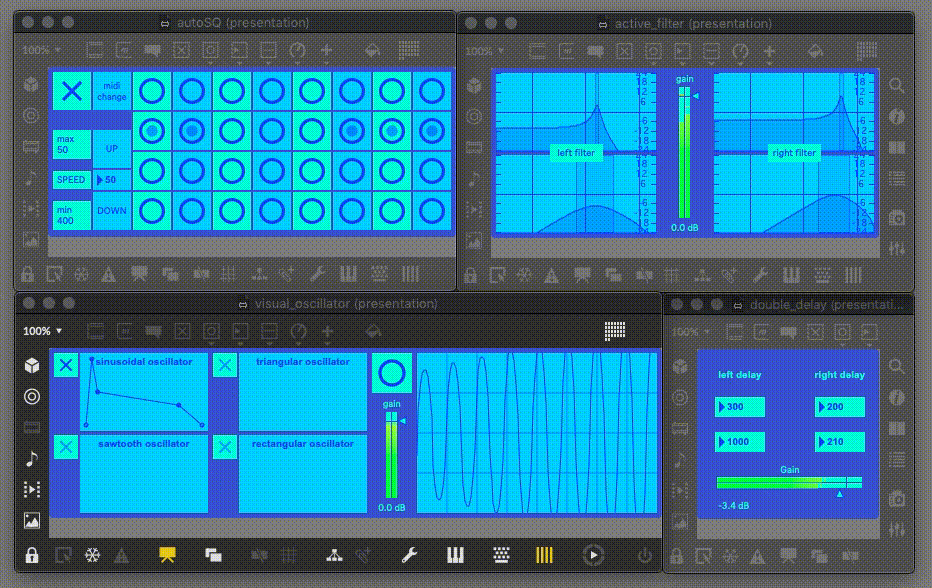 autoSQ (presentation)
100%
midi
change
max
50
UP
SPEED
50
min
400
DOWN
active_filter (presentation)
100%
gain
24
18
12
6
-6
-12
-18
left filter
right filter
0.0 dB
visual_oscillator (presentation)
100%
sinusoidal oscillator
triangular oscillator
sawtooth oscillator
rectangular oscillator
gain
0.0 dB
double_delay (presentati...
100%
left delay
right delay
300
200
1000
210
Gain
-3.4 dB